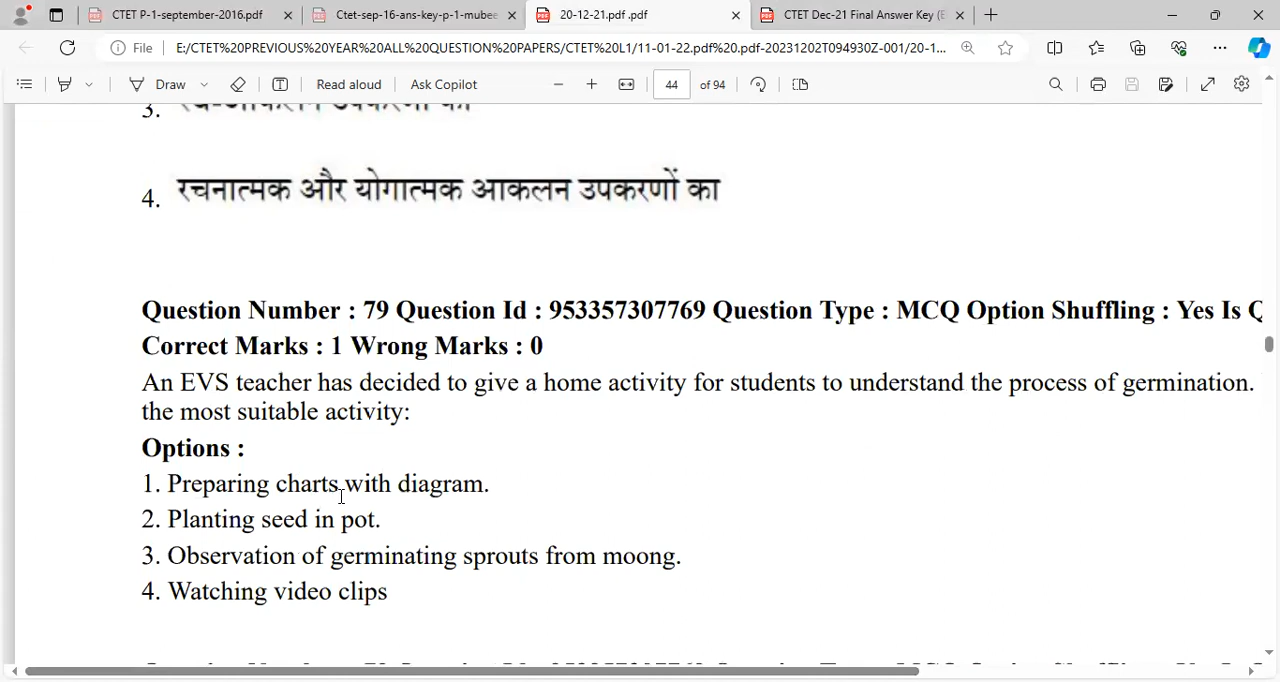 CTET P-1-september-2016.pdf
Ctet-sep-16-ans-key-p-1-mubee
20-12-21.pdf .pdf
CTET Dec-21 Final Answer Key (E
File
E:/CTET%20PREVIOUS%20YEAR%20ALL%20QUESTION%20PAPERS/CTET%20L1/11-01-22.pdf%20.pdf-20231202T094930Z-001/20-1...
Draw
Read aloud
Ask Copilot
44
of 94
3.
4. रचनात्मक और योगात्मक आकलन उपकरणों का
Question Number : 79 Question Id : 953357307769 Question Type : MCQ Option Shuffling : Yes Is Q
Correct Marks : 1 Wrong Marks : 0
An EVS teacher has decided to give a home activity for students to understand the process of germination.
the most suitable activity:
Options :
1. Preparing charts with diagram.
2. Planting seed in pot.
3. Observation of germinating sprouts from moong.
4. Watching video clips